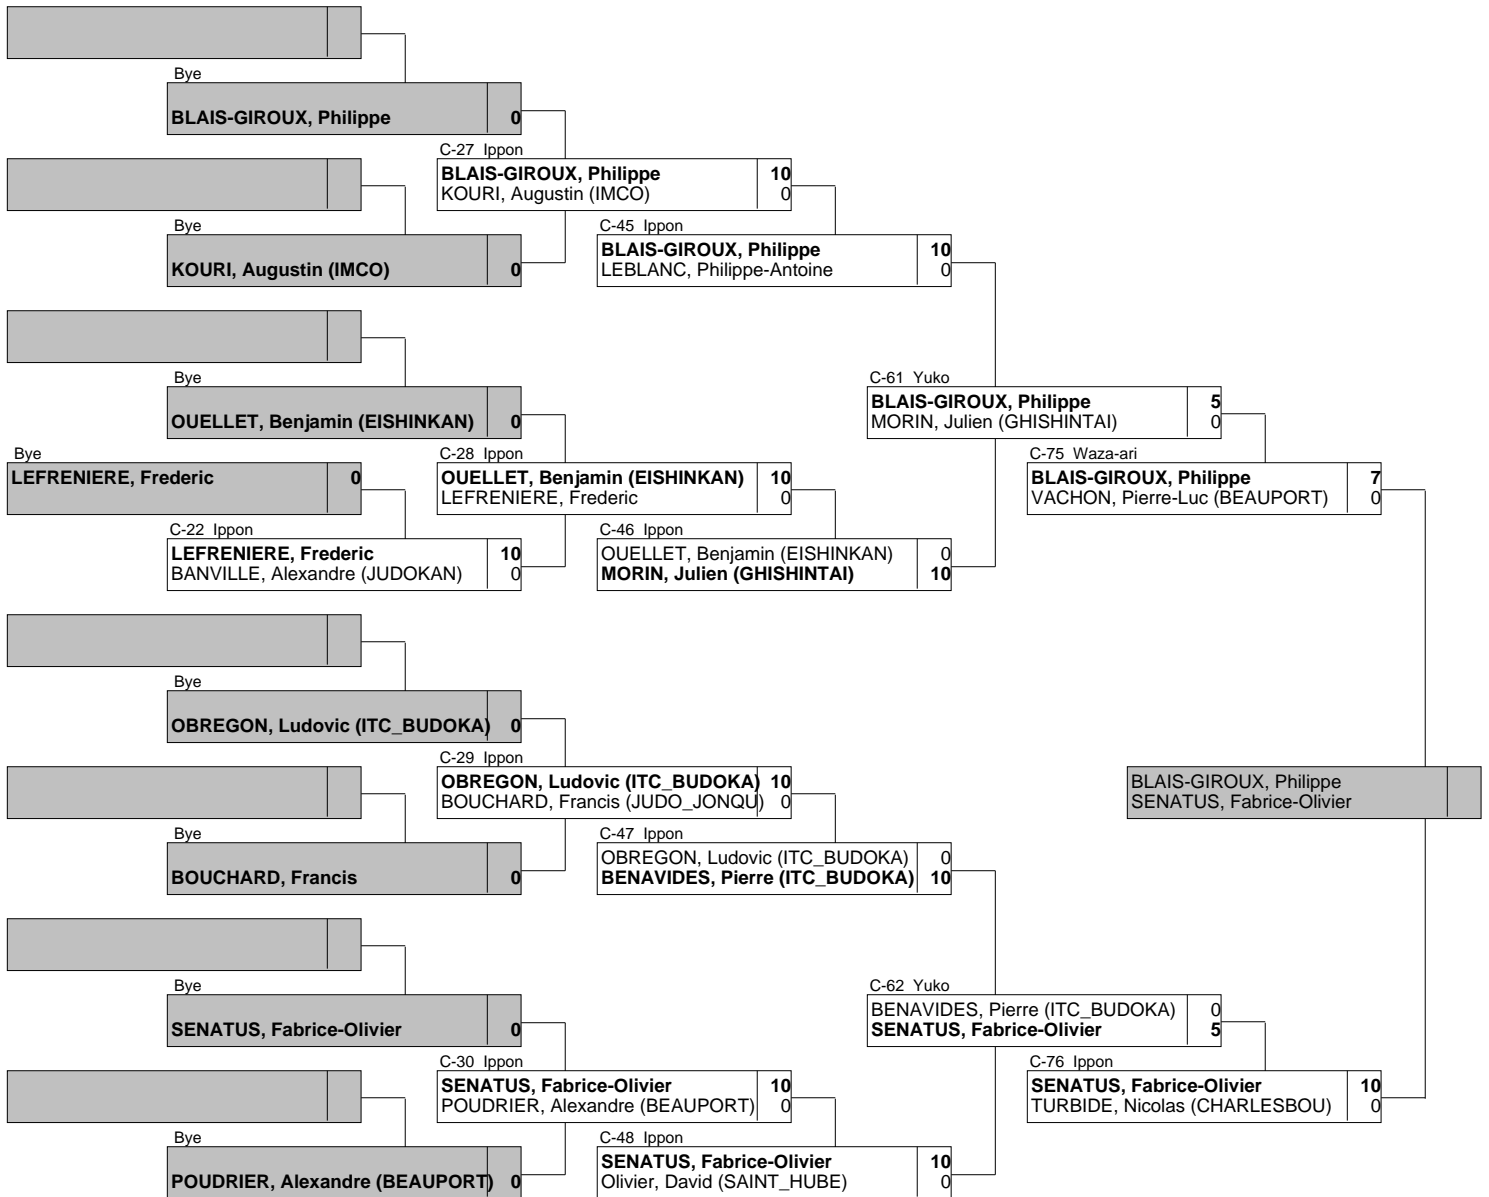 Bye
BLAIS-GIROUX, Philippe 0
C-27 Ippon
BLAIS-GIROUX, Philippe 10
KOURI, Augustin (IMCO) 0
Bye
KOURI, Augustin (IMCO) 0
C-45 Ippon
BLAIS-GIROUX, Philippe 10
LEBLANC, Philippe-Antoine 0
Bye
OUELLET, Benjamin (EISHINKAN) 0
C-61 Yuko
BLAIS-GIROUX, Philippe 5
MORIN, Julien (GHISHINTAI) 0
Bye
LEFRENIERE, Frederic 0
C-28 Ippon
OUELLET, Benjamin (EISHINKAN) 10
LEFRENIERE, Frederic 0
C-75 Waza-ari
BLAIS-GIROUX, Philippe 7
VACHON, Pierre-Luc (BEAUPORT) 0
C-22 Ippon
LEFRENIERE, Frederic 10
BANVILLE, Alexandre (JUDOKAN) 0
C-46 Ippon
OUELLET, Benjamin (EISHINKAN) 0
MORIN, Julien (GHISHINTAI) 10
Bye
OBREGON, Ludovic (ITC_BUDOKA) 0
C-29 Ippon
OBREGON, Ludovic (ITC_BUDOKA) 10
BOUCHARD, Francis (JUDO_JONQU) 0
BLAIS-GIROUX, Philippe
SENATUS, Fabrice-Olivier
Bye
BOUCHARD, Francis 0
C-47 Ippon
OBREGON, Ludovic (ITC_BUDOKA) 0
BENAVIDES, Pierre (ITC_BUDOKA) 10
Bye
SENATUS, Fabrice-Olivier 0
C-62 Yuko
BENAVIDES, Pierre (ITC_BUDOKA) 0
SENATUS, Fabrice-Olivier 5
C-30 Ippon
SENATUS, Fabrice-Olivier 10
POUDRIER, Alexandre (BEAUPORT) 0
C-76 Ippon
SENATUS, Fabrice-Olivier 10
TURBIDE, Nicolas (CHARLESBOU) 0
Bye
POUDRIER, Alexandre (BEAUPORT) 0
C-48 Ippon
SENATUS, Fabrice-Olivier 10
Olivier, David (SAINT_HUBE) 0